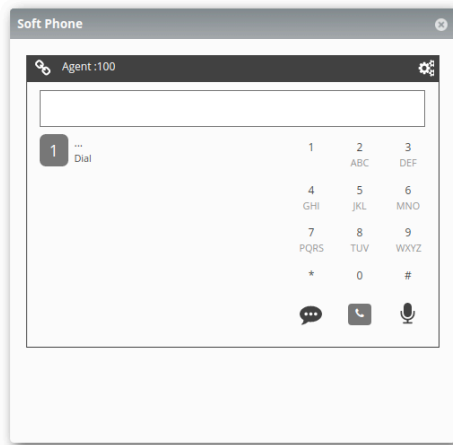 Soft Phone
Agent :100
1
...
Dial
1 2 3
ABC DEF
4 5 6
GHI JKL MNO
7 8 9
PQRS TUV WXYZ
* 0 #